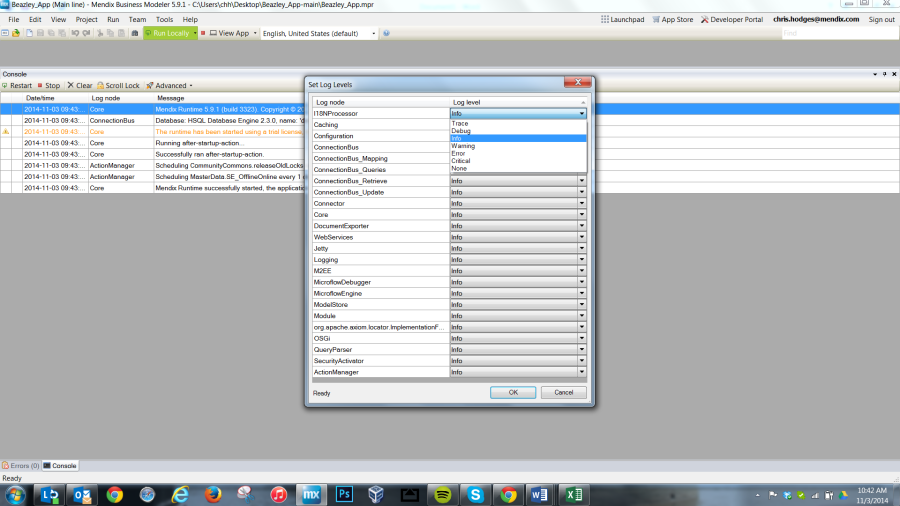 Beazley_App (Main line) - Mendix Business Modeler 5.9.1 - C:\Users\chh\Desktop\Beazley_App-main\Beazley_App.mpr
File Edit View Project Run Team Tools Help Launchpad App Store Developer Portal chris.hodges@mendix.com Sign out
Run Locally View App English, United States (default) Find
Console
Restart Stop Clear Scroll Lock Advanced
Date/time Log node Message
2014-11-03 09:43:... Core Mendix Runtime 5.9.1 (build 3323). Copyright © 20
2014-11-03 09:43:... ConnectionBus Database: HSQL Database Engine 2.3.0, name: 'd
2014-11-03 09:43:... Core The runtime has been started using a trial license,
2014-11-03 09:43:... Core Running after-startup-action...
2014-11-03 09:43:... Core Successfully ran after-startup-action.
2014-11-03 09:43:... ActionManager Scheduling CommunityCommons.releaseOldLocks
2014-11-03 09:43:... ActionManager Scheduling MasterData.SE_OfflineOnline every 1
2014-11-03 09:43:... Core Mendix Runtime successfully started, the application
Set Log Levels
Log node Log level
I18NProcessor Info
Caching
Configuration
ConnectionBus
ConnectionBus_Mapping
ConnectionBus_Queries
Trace
Debug
Info
Warning
Error
Critical
None
ConnectionBus_Retrieve Info
ConnectionBus_Update Info
Connector Info
Core Info
DocumentExporter Info
WebServices Info
Jetty Info
Logging Info
M2EE Info
MicroflowDebugger Info
MicroflowEngine Info
ModelStore Info
Module Info
org.apache.axiom.locator.ImplementationF... Info
OSGi Info
QueryParser Info
SecurityActivator Info
ActionManager Info
Ready OK Cancel
Errors (0) Console
Ready
mx Ps
10:42 AM
11/3/2014